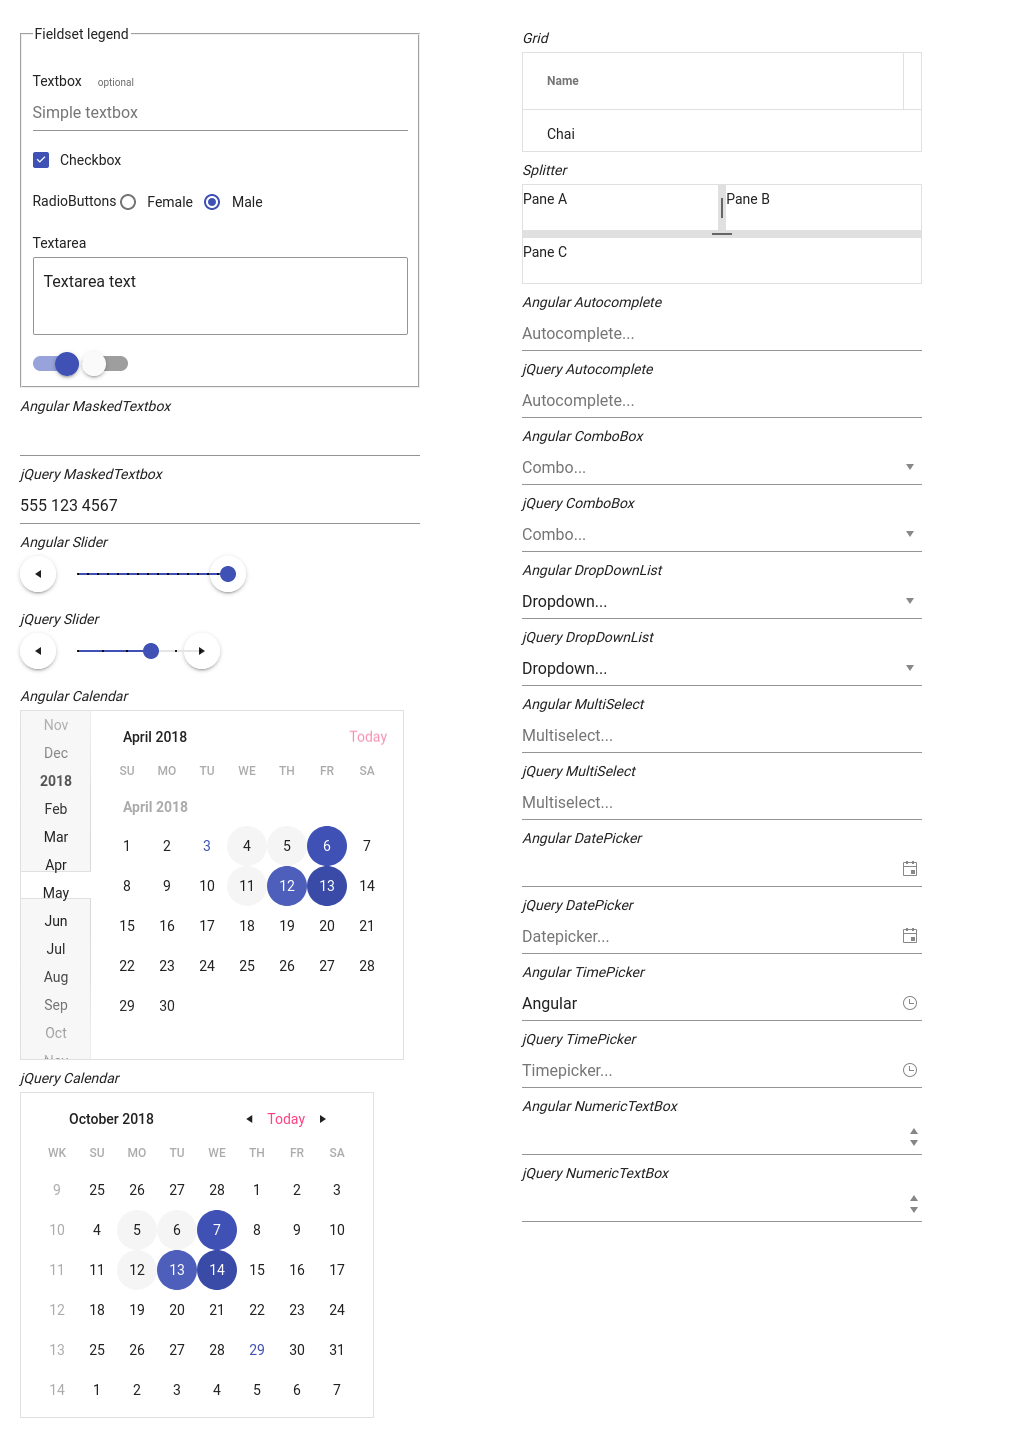 Fieldset legend
Textbox optional
Simple textbox
Checkbox
RadioButtons Female Male
Textarea
Textarea text
Angular MaskedTextbox
jQuery MaskedTextbox
555 123 4567
Angular Slider
jQuery Slider
Angular Calendar
Nov
Dec
2018
Feb
Mar
Apr
May
Jun
Jul
Aug
Sep
Oct
Nov
April 2018 Today
SU MO TU WE TH FR SA
April 2018
1 2 3 4 5 6 7
8 9 10 11 12 13 14
15 16 17 18 19 20 21
22 23 24 25 26 27 28
29 30
jQuery Calendar
October 2018 Today
WK SU MO TU WE TH FR SA
9 25 26 27 28 1 2 3
10 4 5 6 7 8 9 10
11 11 12 13 14 15 16 17
12 18 19 20 21 22 23 24
13 25 26 27 28 29 30 31
14 1 2 3 4 5 6 7
Grid
Name
Chai
Splitter
Pane A Pane B
Pane C
Angular Autocomplete
Autocomplete...
jQuery Autocomplete
Autocomplete...
Angular ComboBox
Combo...
jQuery ComboBox
Combo...
Angular DropDownList
Dropdown...
jQuery DropDownList
Dropdown...
Angular MultiSelect
Multiselect...
jQuery MultiSelect
Multiselect...
Angular DatePicker
jQuery DatePicker
Datepicker...
Angular TimePicker
Angular
jQuery TimePicker
Timepicker...
Angular NumericTextBox
jQuery NumericTextBox